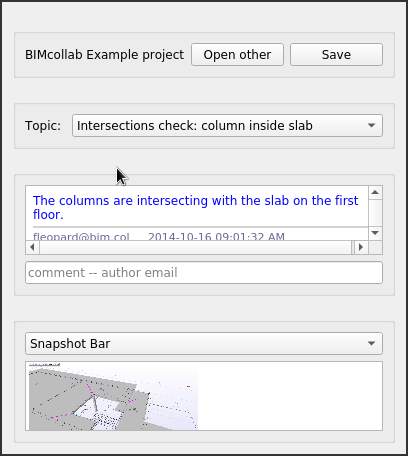 BIMcollab Example project
Open other
Save
Topic:
Intersections check: column inside slab
The columns are intersecting with the slab on the first
floor.
fleopard@bim.col 2014-10-16 09:01:32 AM
comment -- author email
Snapshot Bar